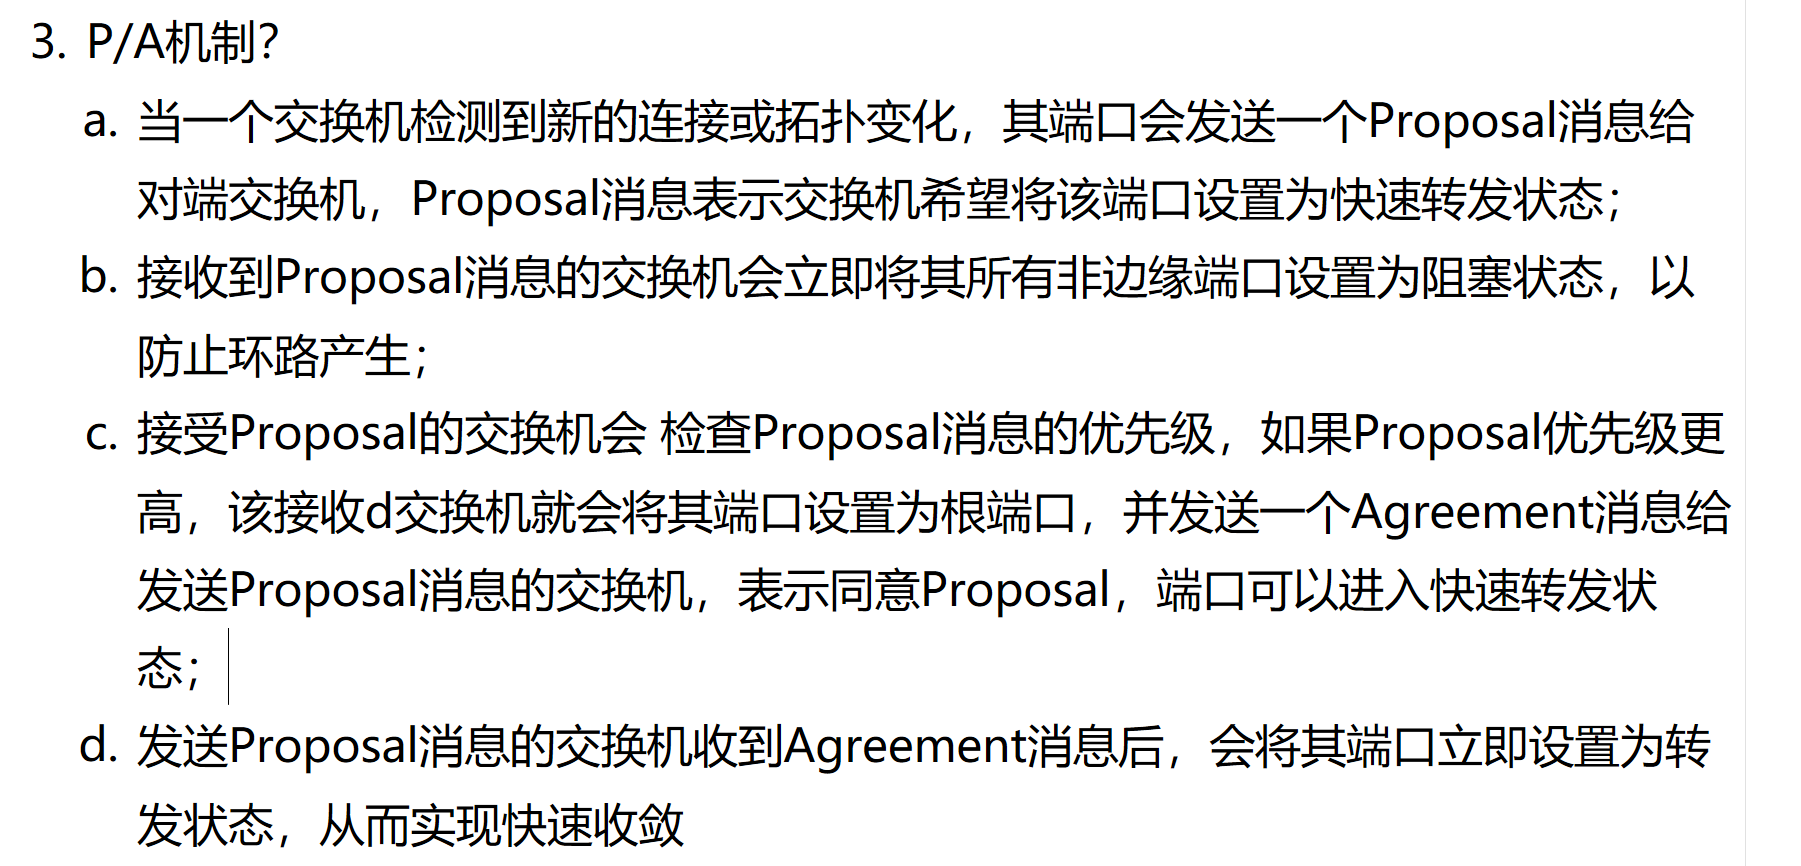 3. P/A机制？
a. 当一个交换机检测到新的连接或拓扑变化，其端口会发送一个Proposal消息给
对端交换机，Proposal消息表示交换机希望将该端口设置为快速转发状态；
b. 接收到Proposal消息的交换机会立即将其所有非边缘端口设置为阻塞状态，以
防止环路产生；
c. 接受Proposal的交换机会 检查Proposal消息的优先级，如果Proposal优先级更
高，该接收d交换机就会将其端口设置为根端口，并发送一个Agreement消息给
发送Proposal消息的交换机，表示同意Proposal，端口可以进入快速转发状
态；
d. 发送Proposal消息的交换机收到Agreement消息后，会将其端口立即设置为转
发状态，从而实现快速收敛